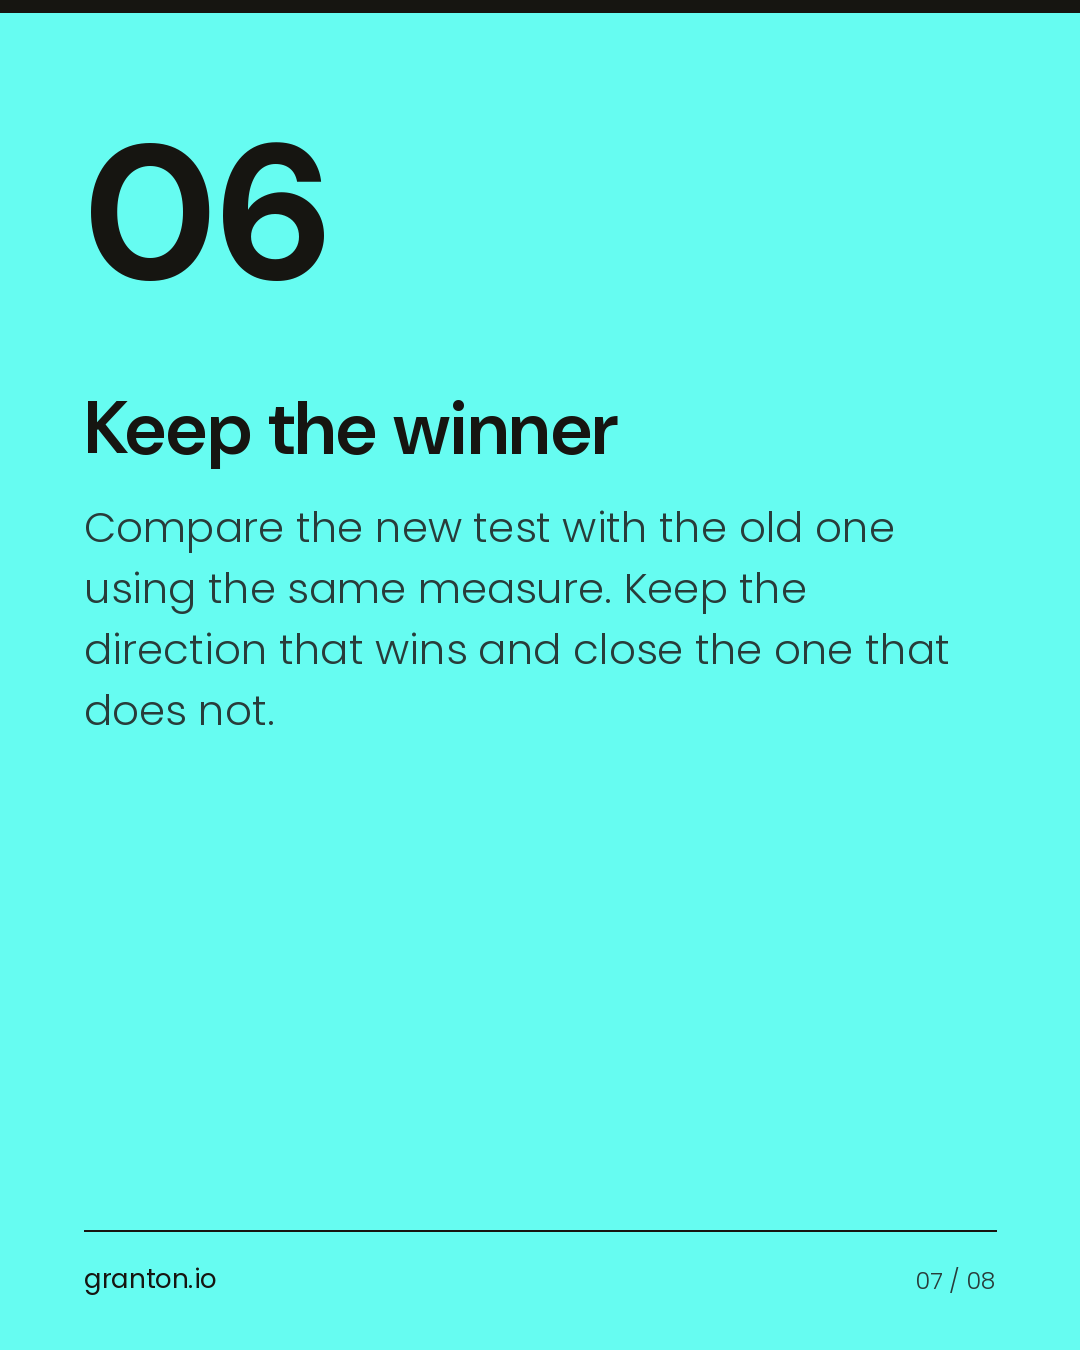 06
Keep the winner
Compare the new test with the old one
using the same measure. Keep the
direction that wins and close the one that
does not.
granton.io
07 / 08